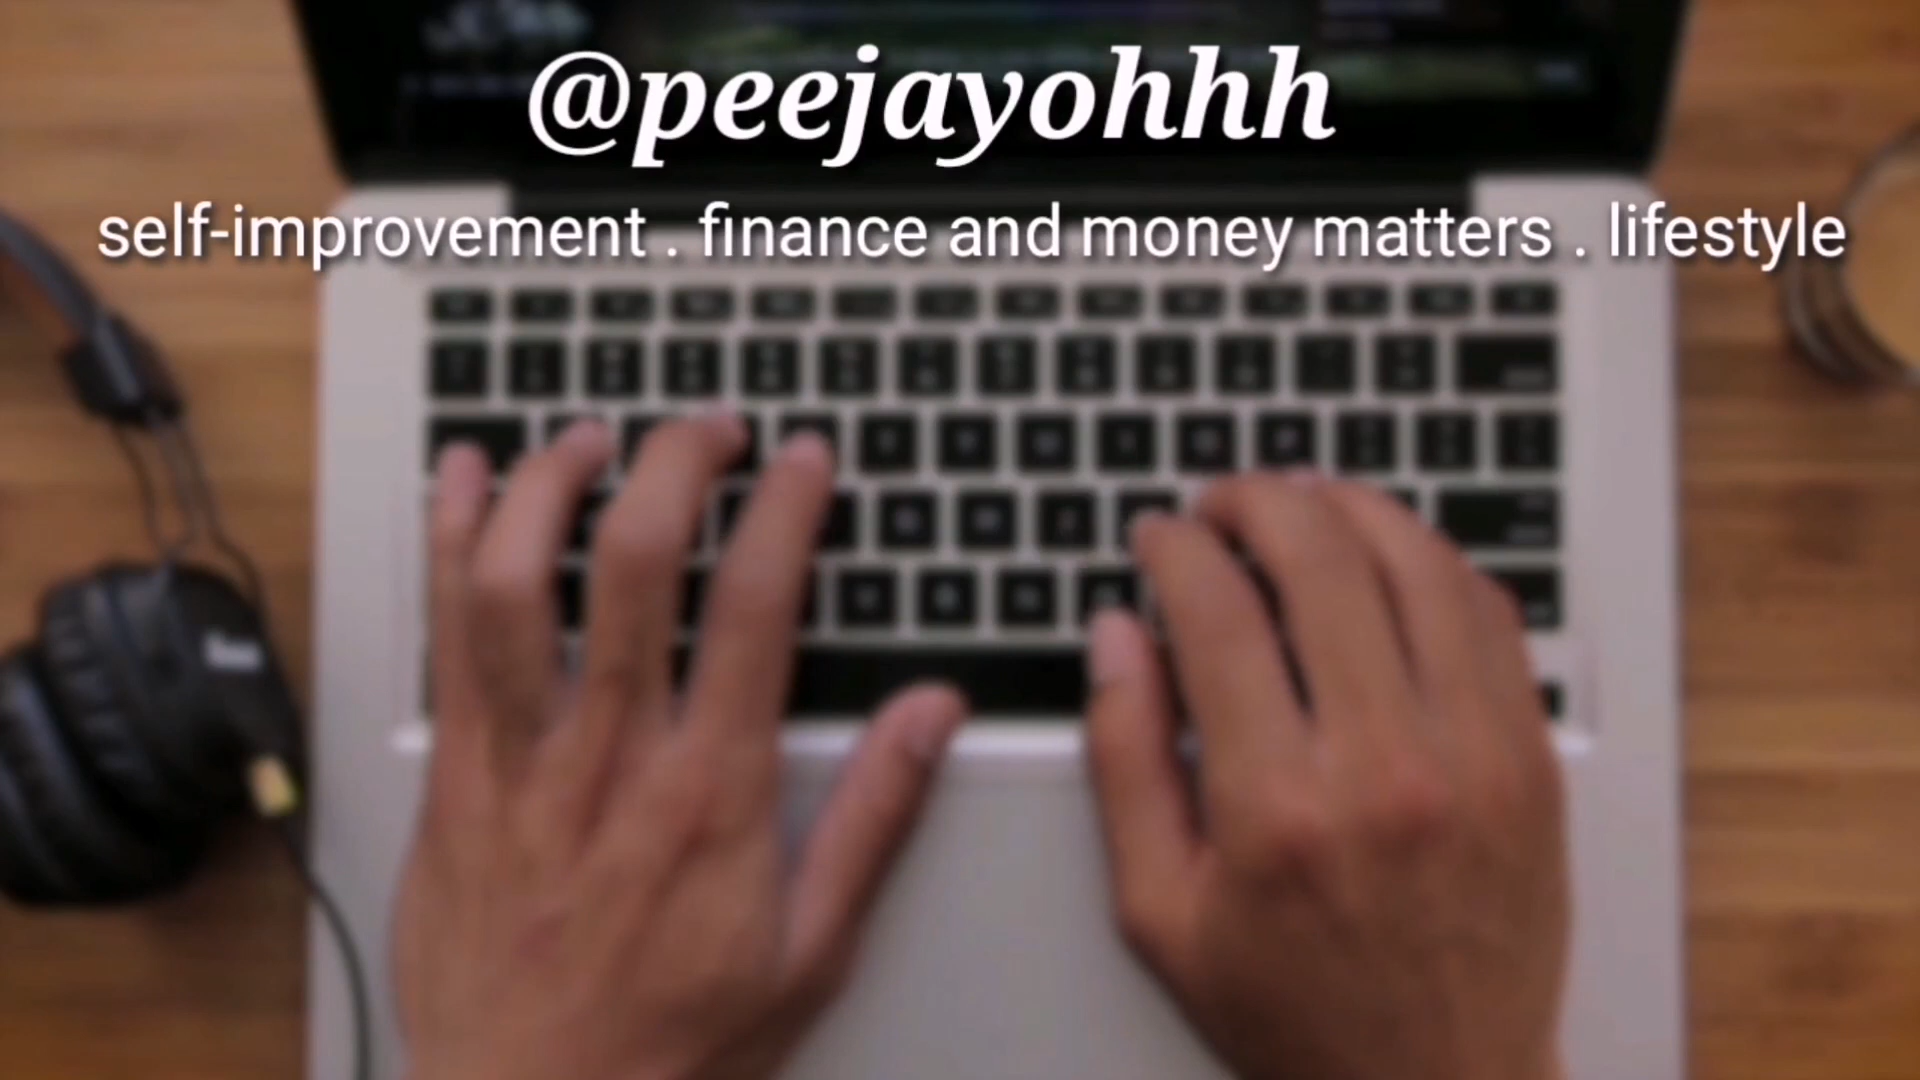 @peejayohhh
self-improvement . finance and money matters . lifestyle